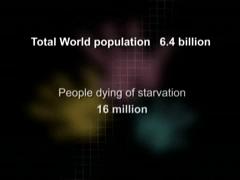 Total World population 6.4 billion
People dying of starvation
16 million